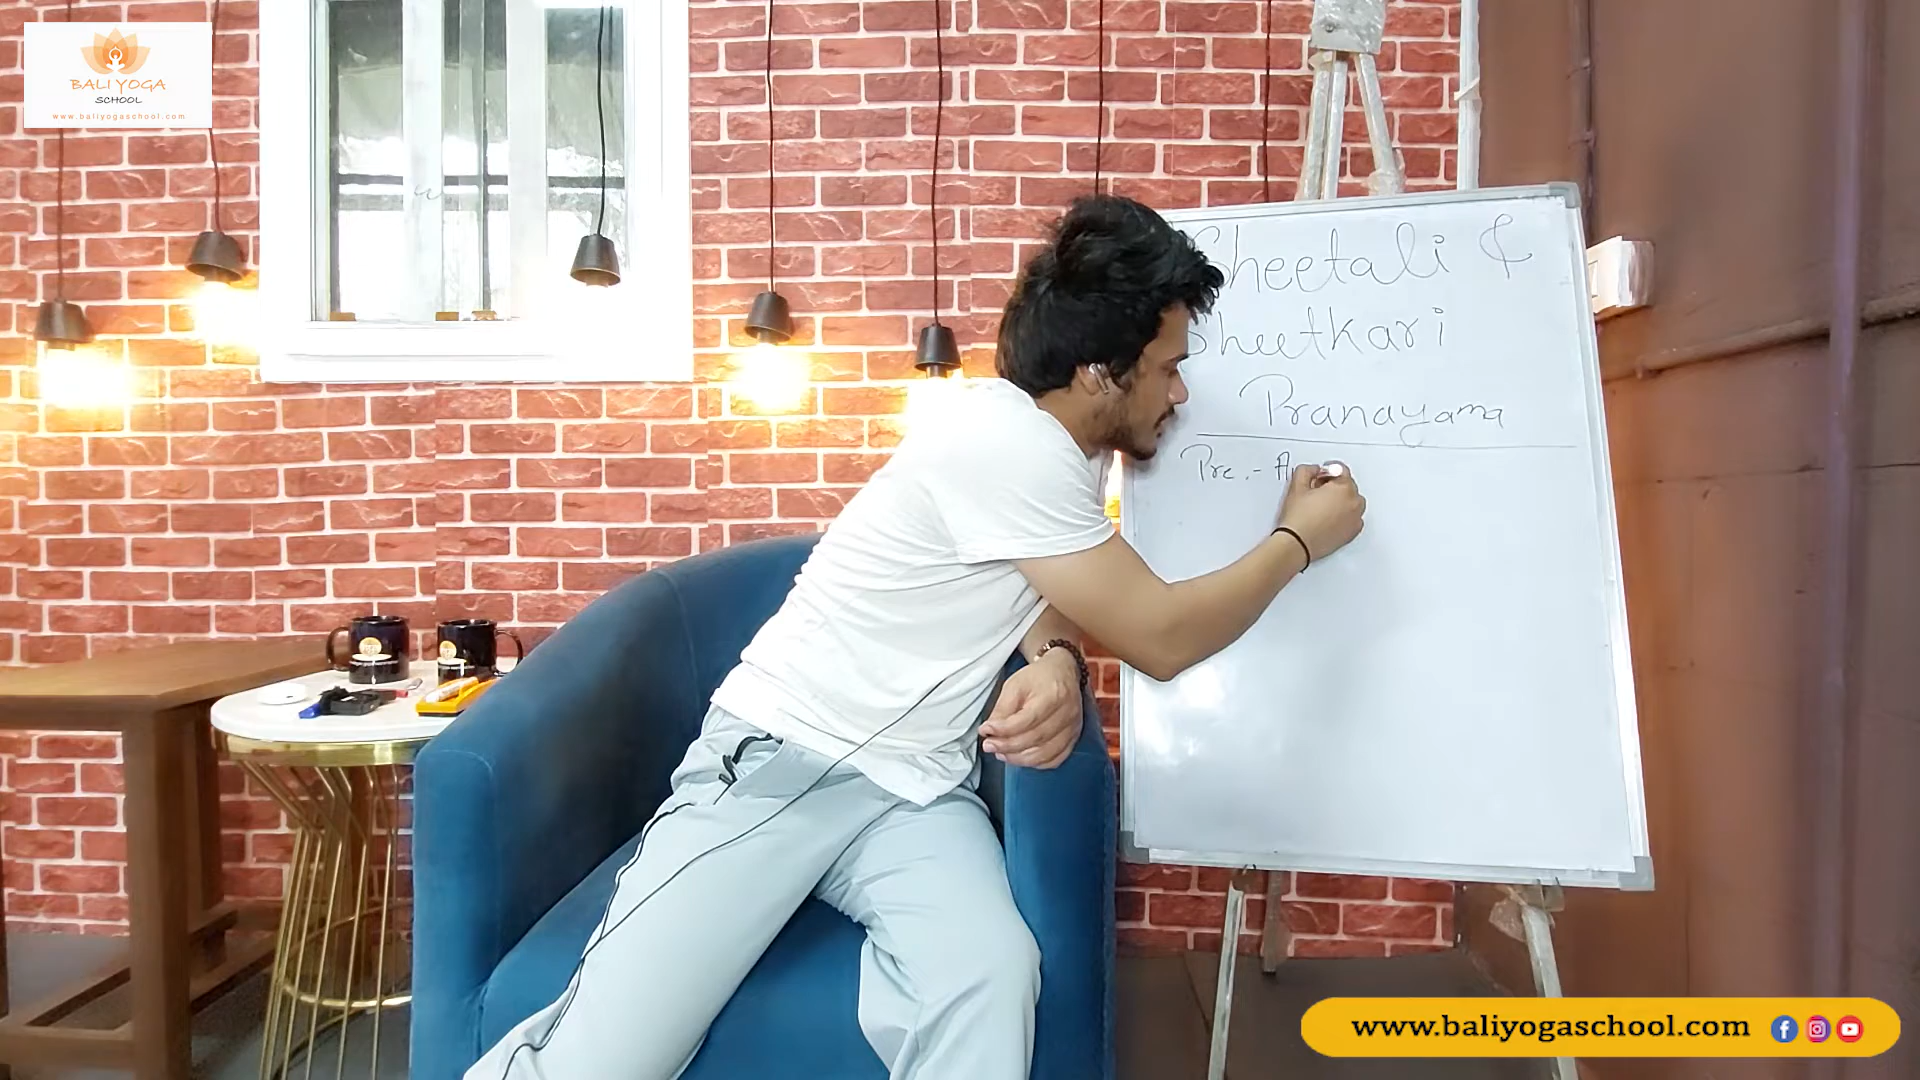 BALI YOGA
SCHOOL
www.baliyogaschool.com
Sheetali &
Sheetkari
Pranayama
Pre.-
www.baliyogaschool.com